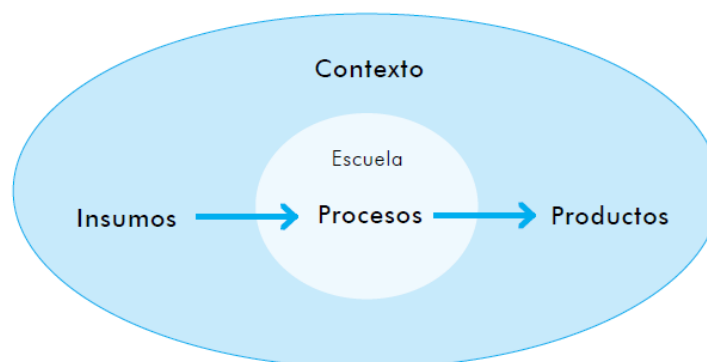 Contexto
Escuela
Insumos
Procesos
Productos